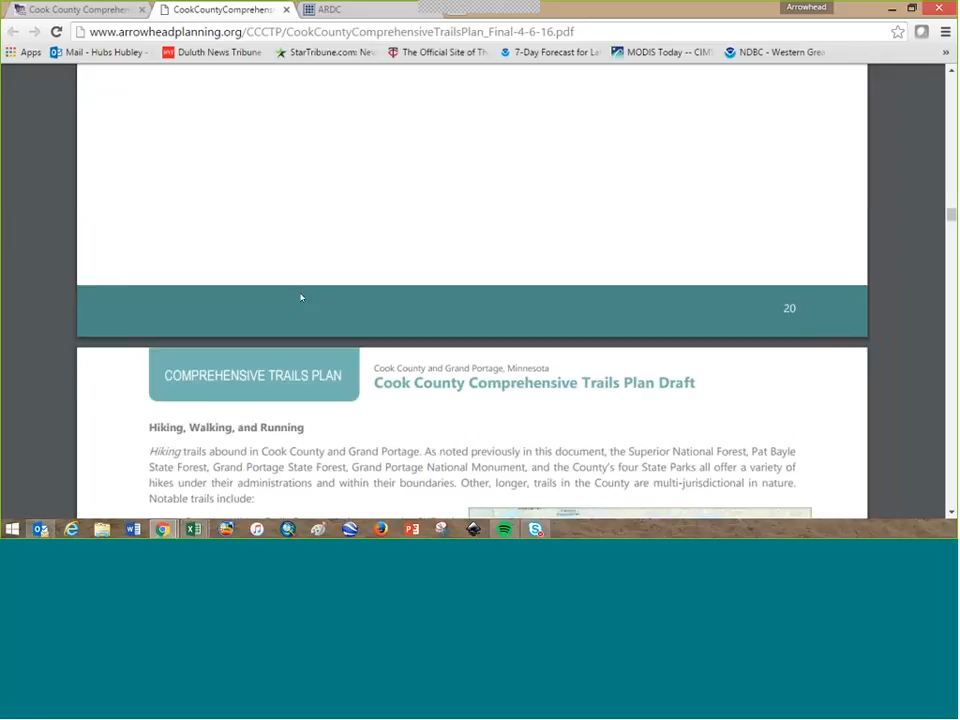 Cook County Comprehen
CookCountyComprehens
ARDC
Arrowhead
www.arrowheadplanning.org/CCCTP/CookCountyComprehensiveTrailsPlan_Final-4-6-16.pdf
Apps
Mail - Hubs Hubley -
Duluth News Tribune
StarTribune.com: Nev
The Official Site of Th
7-Day Forecast for La
MODIS Today -- CIM
NDBC - Western Grea
»
20
COMPREHENSIVE TRAILS PLAN
Cook County and Grand Portage, Minnesota
Cook County Comprehensive Trails Plan Draft
Hiking, Walking, and Running
Hiking trails abound in Cook County and Grand Portage. As noted previously in this document, the Superior National Forest, Pat Bayle
State Forest, Grand Portage State Forest, Grand Portage National Monument, and the County's four State Parks all offer a variety of
hikes under their administrations and within their boundaries. Other, longer, trails in the County are multi-jurisdictional in nature.
Notable trails include: